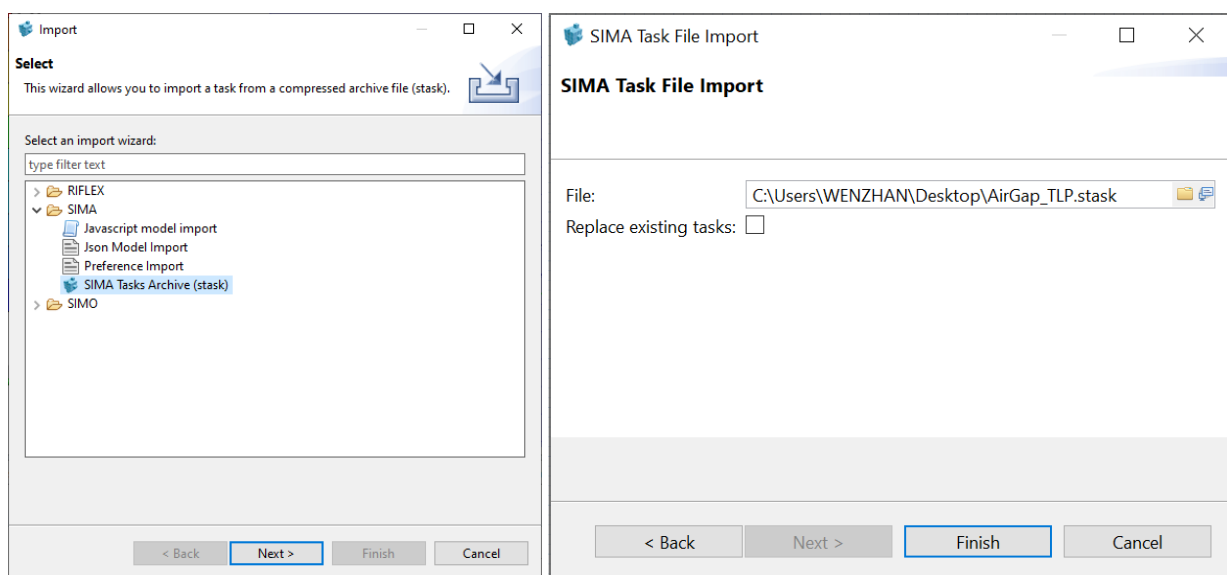 Import
Select
This wizard allows you to import a task from a compressed archive file (stask).
Select an import wizard:
type filter text
RIFLEX
SIMA
Javascript model import
Json Model Import
Preference Import
SIMA Tasks Archive (stask)
SIMO
< Back
Next >
Finish
Cancel
SIMA Task File Import
SIMA Task File Import
File:
C:\Users\WENZHAN\Desktop\AirGap_TLP.stask
Replace existing tasks:
< Back
Next >
Finish
Cancel